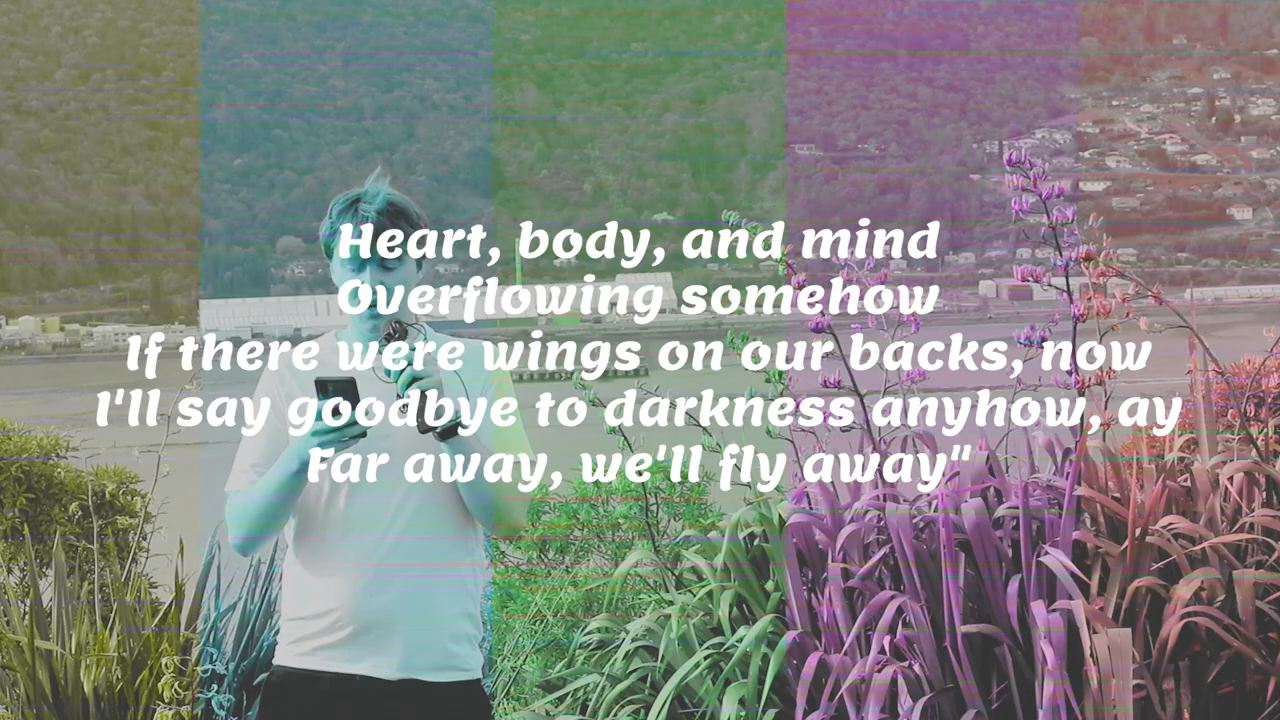 Heart, body, and mind
Overflowing somehow
If there were wings on our backs, now
I'll say goodbye to darkness anyhow, ay
Far away, we'll fly away"